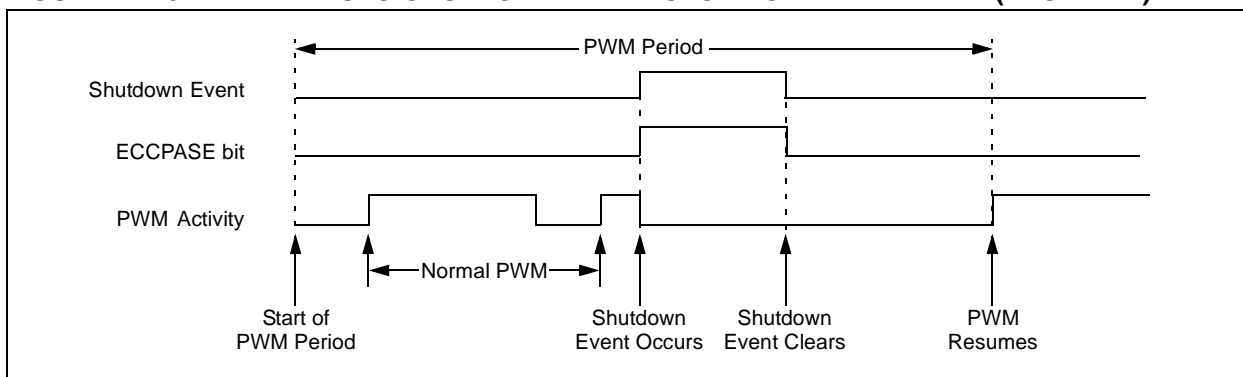 PWM Period
Shutdown Event
ECCPASE bit
PWM Activity
Normal PWM
Start of
PWM Period
Shutdown
Event Occurs
Shutdown
Event Clears
PWM
Resumes